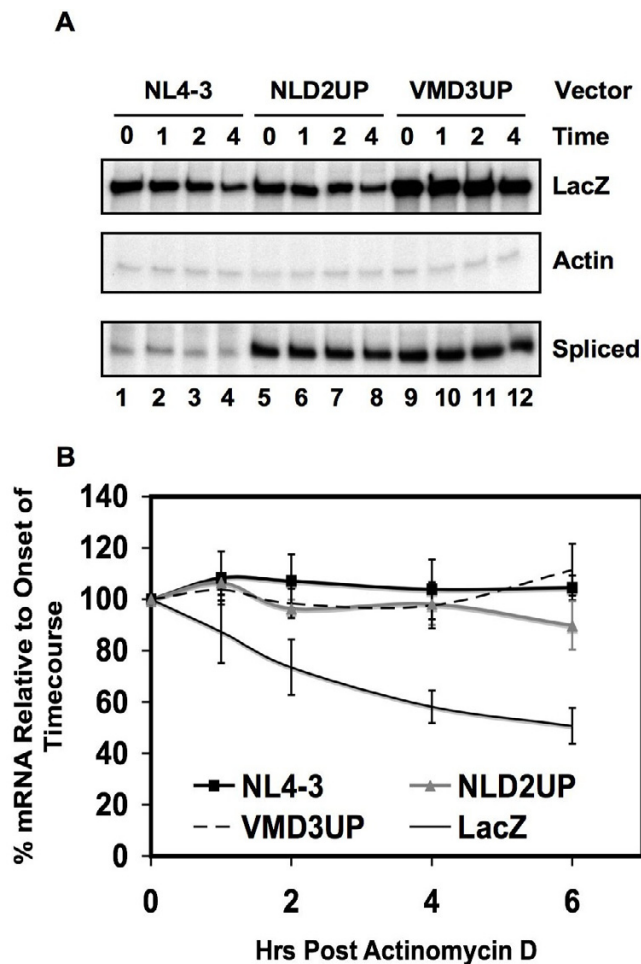 A
NL4-3 NLD2UP VMD3UP Vector
0 1 2 4 0 1 2 4 0 1 2 4 Time
LacZ
Actin
Spliced
1 2 3 4 5 6 7 8 9 10 11 12
B
% mRNA Relative to Onset of
Timecourse
140
120
100
80
60
40
20
0
NL4-3 NLD2UP
VMD3UP LacZ
0 2 4 6
Hrs Post Actinomycin D